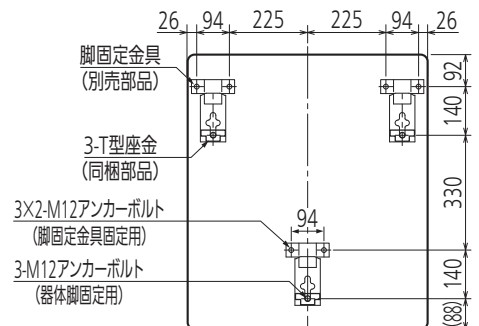 26 94 225 225 94 26
脚固定金具
(別売部品)
92
140
3-T型座金
(同梱部品)
330
3X2-M12アンカーボルト
(脚固定金具固定用)
94
3-M12アンカーボルト
(器体脚固定用)
140
(88)